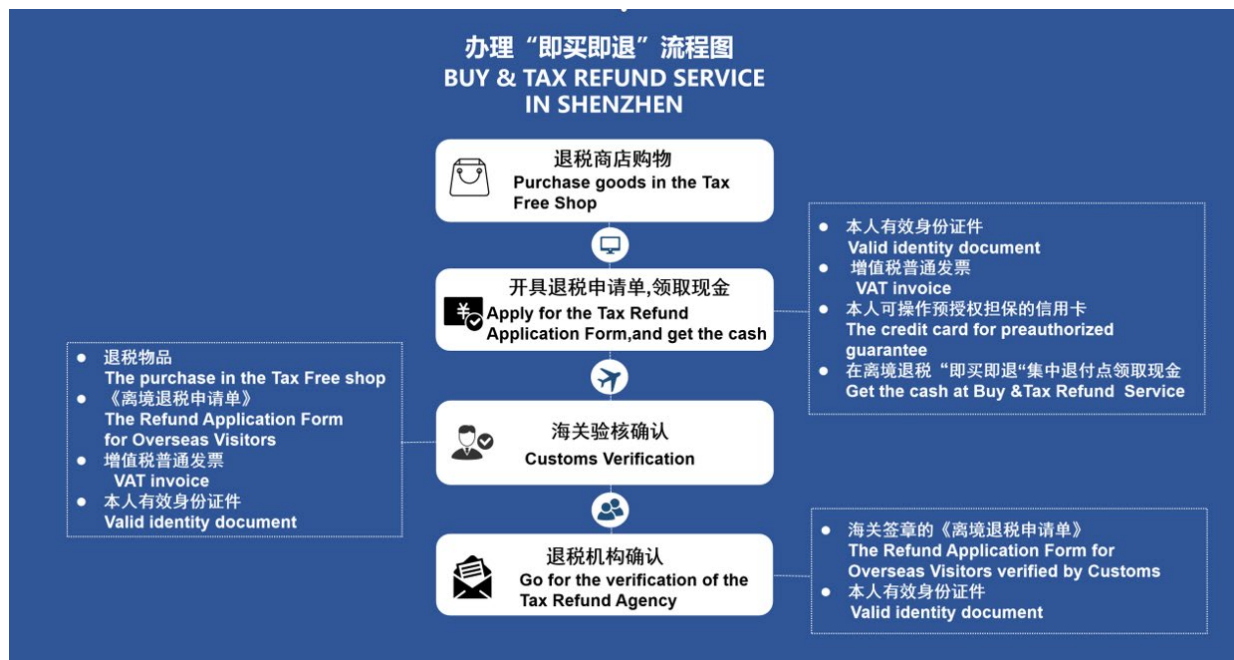 办理“即买即退”流程图
BUY & TAX REFUND SERVICE
IN SHENZHEN
退税商店购物
Purchase goods in the Tax
Free Shop
开具退税申请单,领取现金
Apply for the Tax Refund
Application Form,and get the cash
● 本人有效身份证件
Valid identity document
● 增值税普通发票
VAT invoice
● 本人可操作预授权担保的信用卡
The credit card for preauthorized
guarantee
● 在离境退税“即买即退“集中退付点领取现金
Get the cash at Buy &Tax Refund Service
海关验核确认
Customs Verification
● 退税物品
The purchase in the Tax Free shop
● 《离境退税申请单》
The Refund Application Form
for Overseas Visitors
● 增值税普通发票
VAT invoice
● 本人有效身份证件
Valid identity document
退税机构确认
Go for the verification of the
Tax Refund Agency
● 海关签章的《离境退税申请单》
The Refund Application Form for
Overseas Visitors verified by Customs
● 本人有效身份证件
Valid identity document